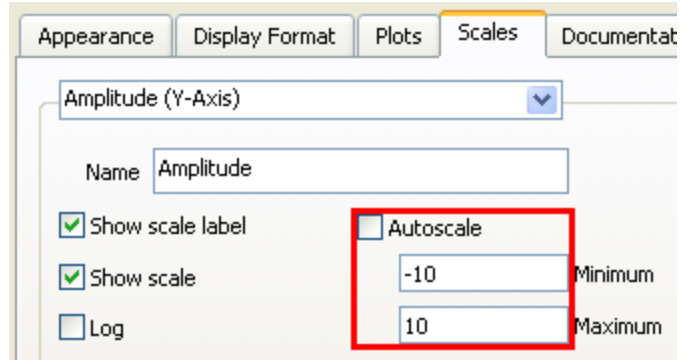 Appearance Display Format Plots Scales Documentat
Amplitude (Y-Axis)
Name Amplitude
Show scale label Autoscale
Show scale -10 Minimum
Log 10 Maximum